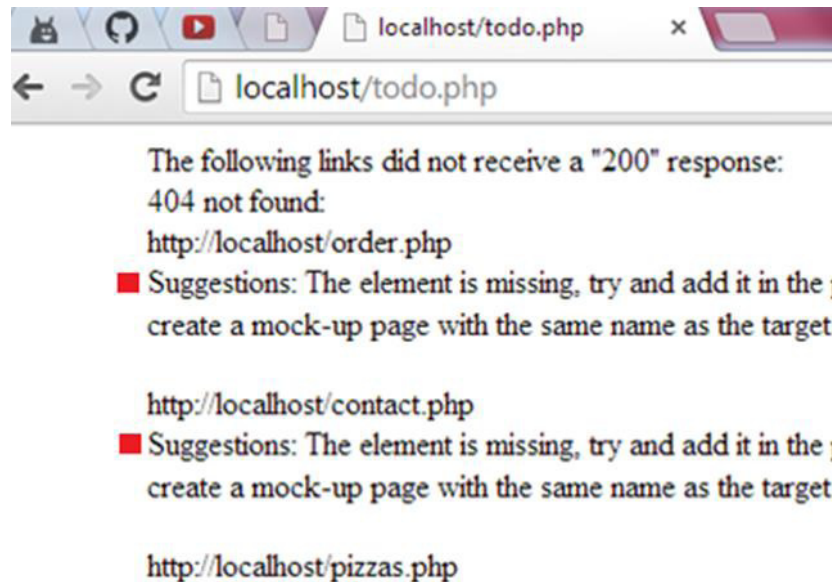 localhost/todo.php
localhost/todo.php
The following links did not receive a "200" response:
404 not found:
http://localhost/order.php
Suggestions: The element is missing, try and add it in the
create a mock-up page with the same name as the target
http://localhost/contact.php
Suggestions: The element is missing, try and add it in the
create a mock-up page with the same name as the target
http://localhost/pizzas.php